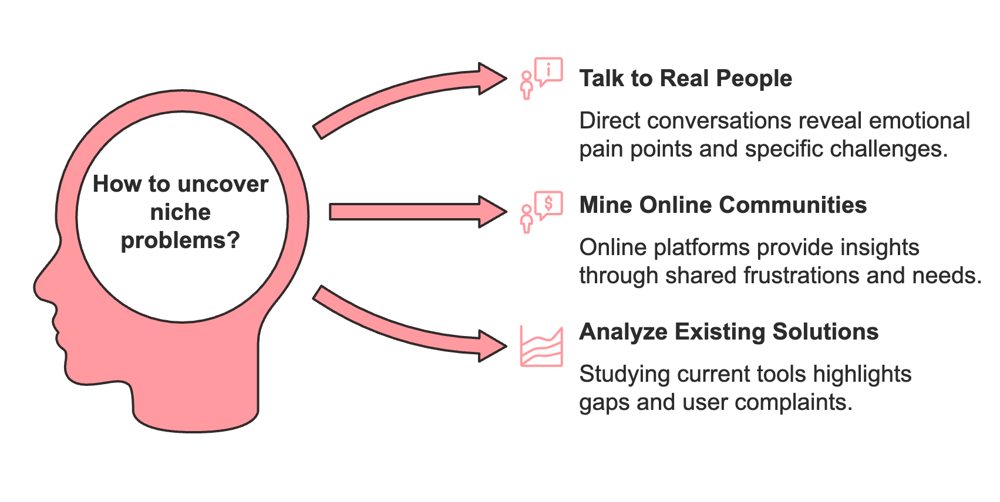 How to uncover
niche
problems?
i
Talk to Real People
Direct conversations reveal emotional
pain points and specific challenges.
$
Mine Online Communities
Online platforms provide insights
through shared frustrations and needs.
Analyze Existing Solutions
Studying current tools highlights
gaps and user complaints.